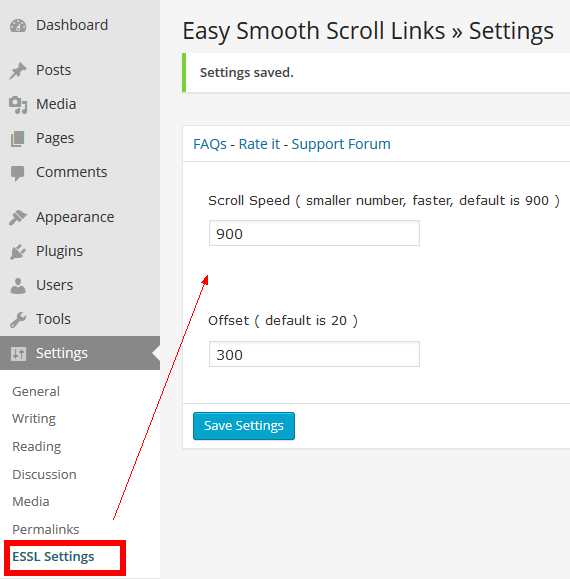 Dashboard
Posts
Media
Pages
Comments
Appearance
Plugins
Users
Tools
Settings
General
Writing
Reading
Discussion
Media
Permalinks
ESSL Settings
Easy Smooth Scroll Links » Settings
Settings saved.
FAQs - Rate it - Support Forum
Scroll Speed ( smaller number, faster, default is 900 )
900
Offset ( default is 20 )
300
Save Settings